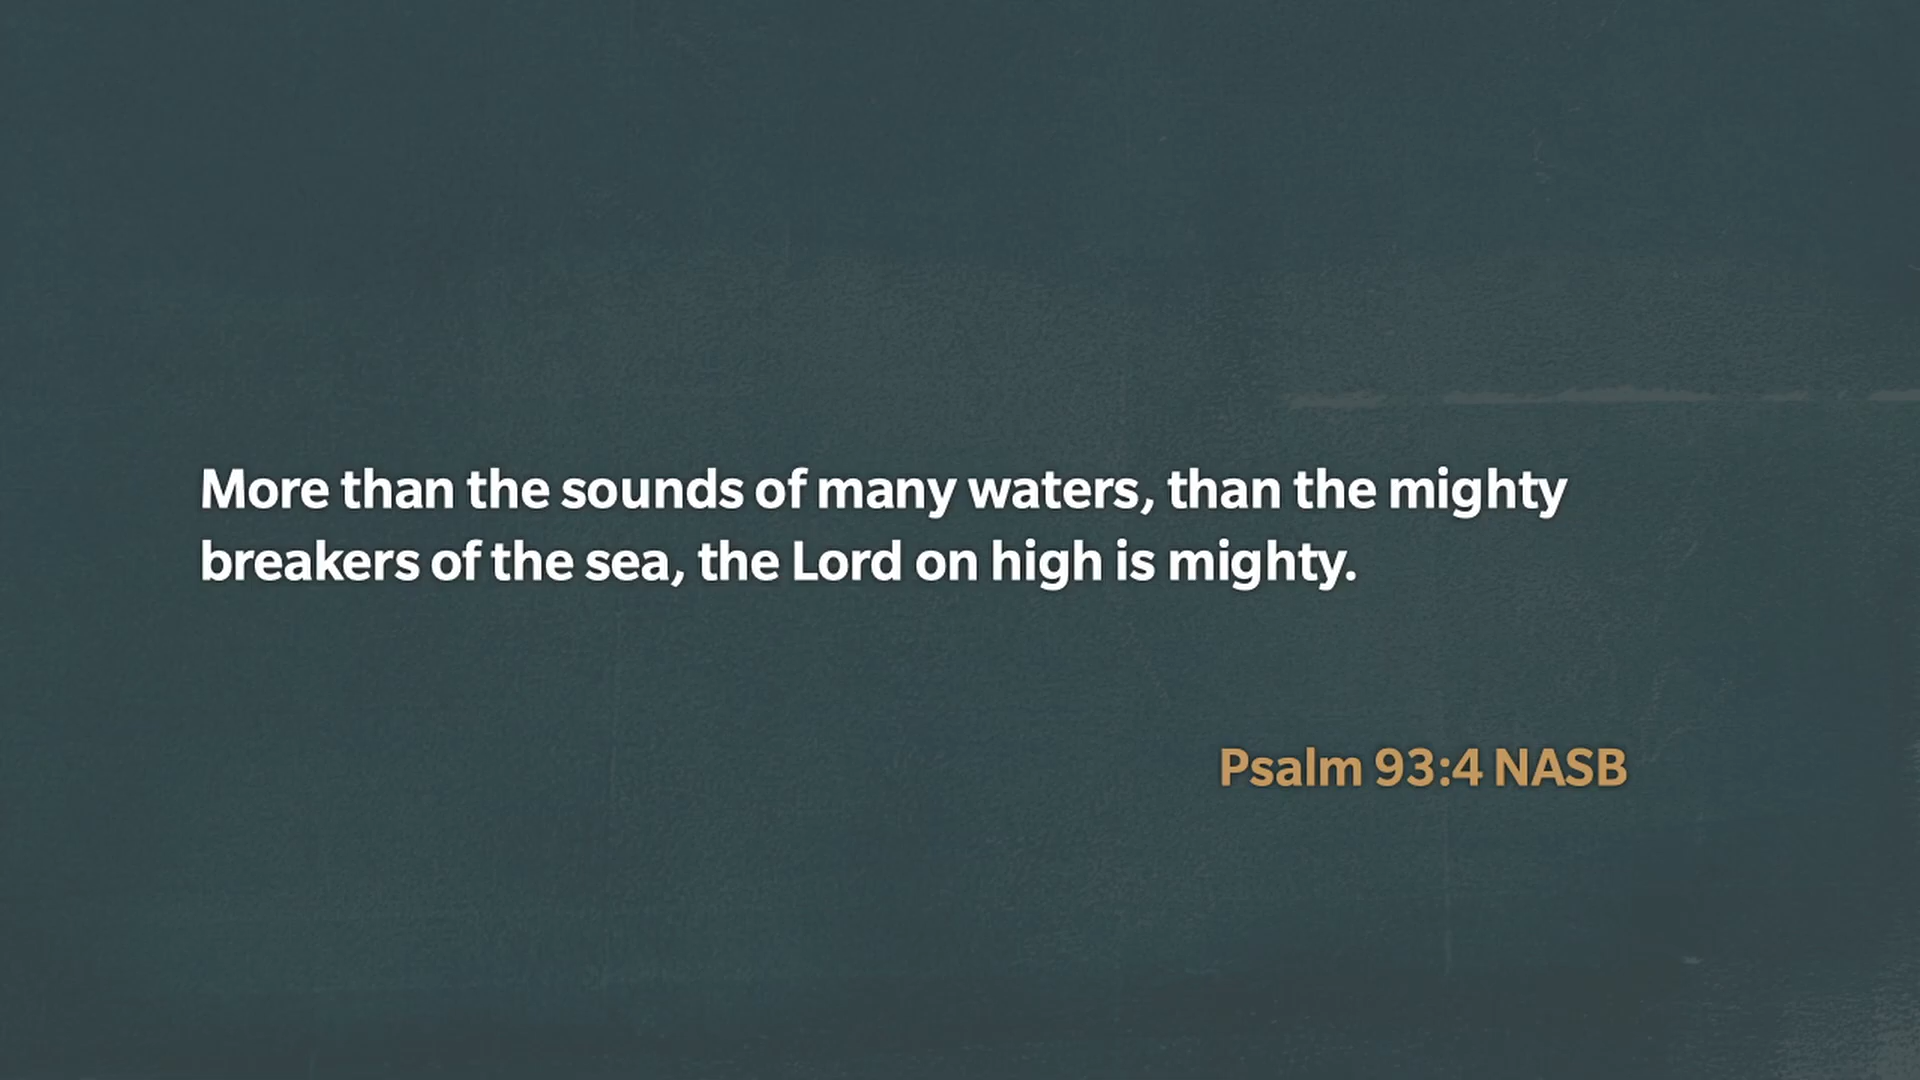 More than the sounds of many waters, than the mighty
breakers of the sea, the Lord on high is mighty.
Psalm 93:4 NASB